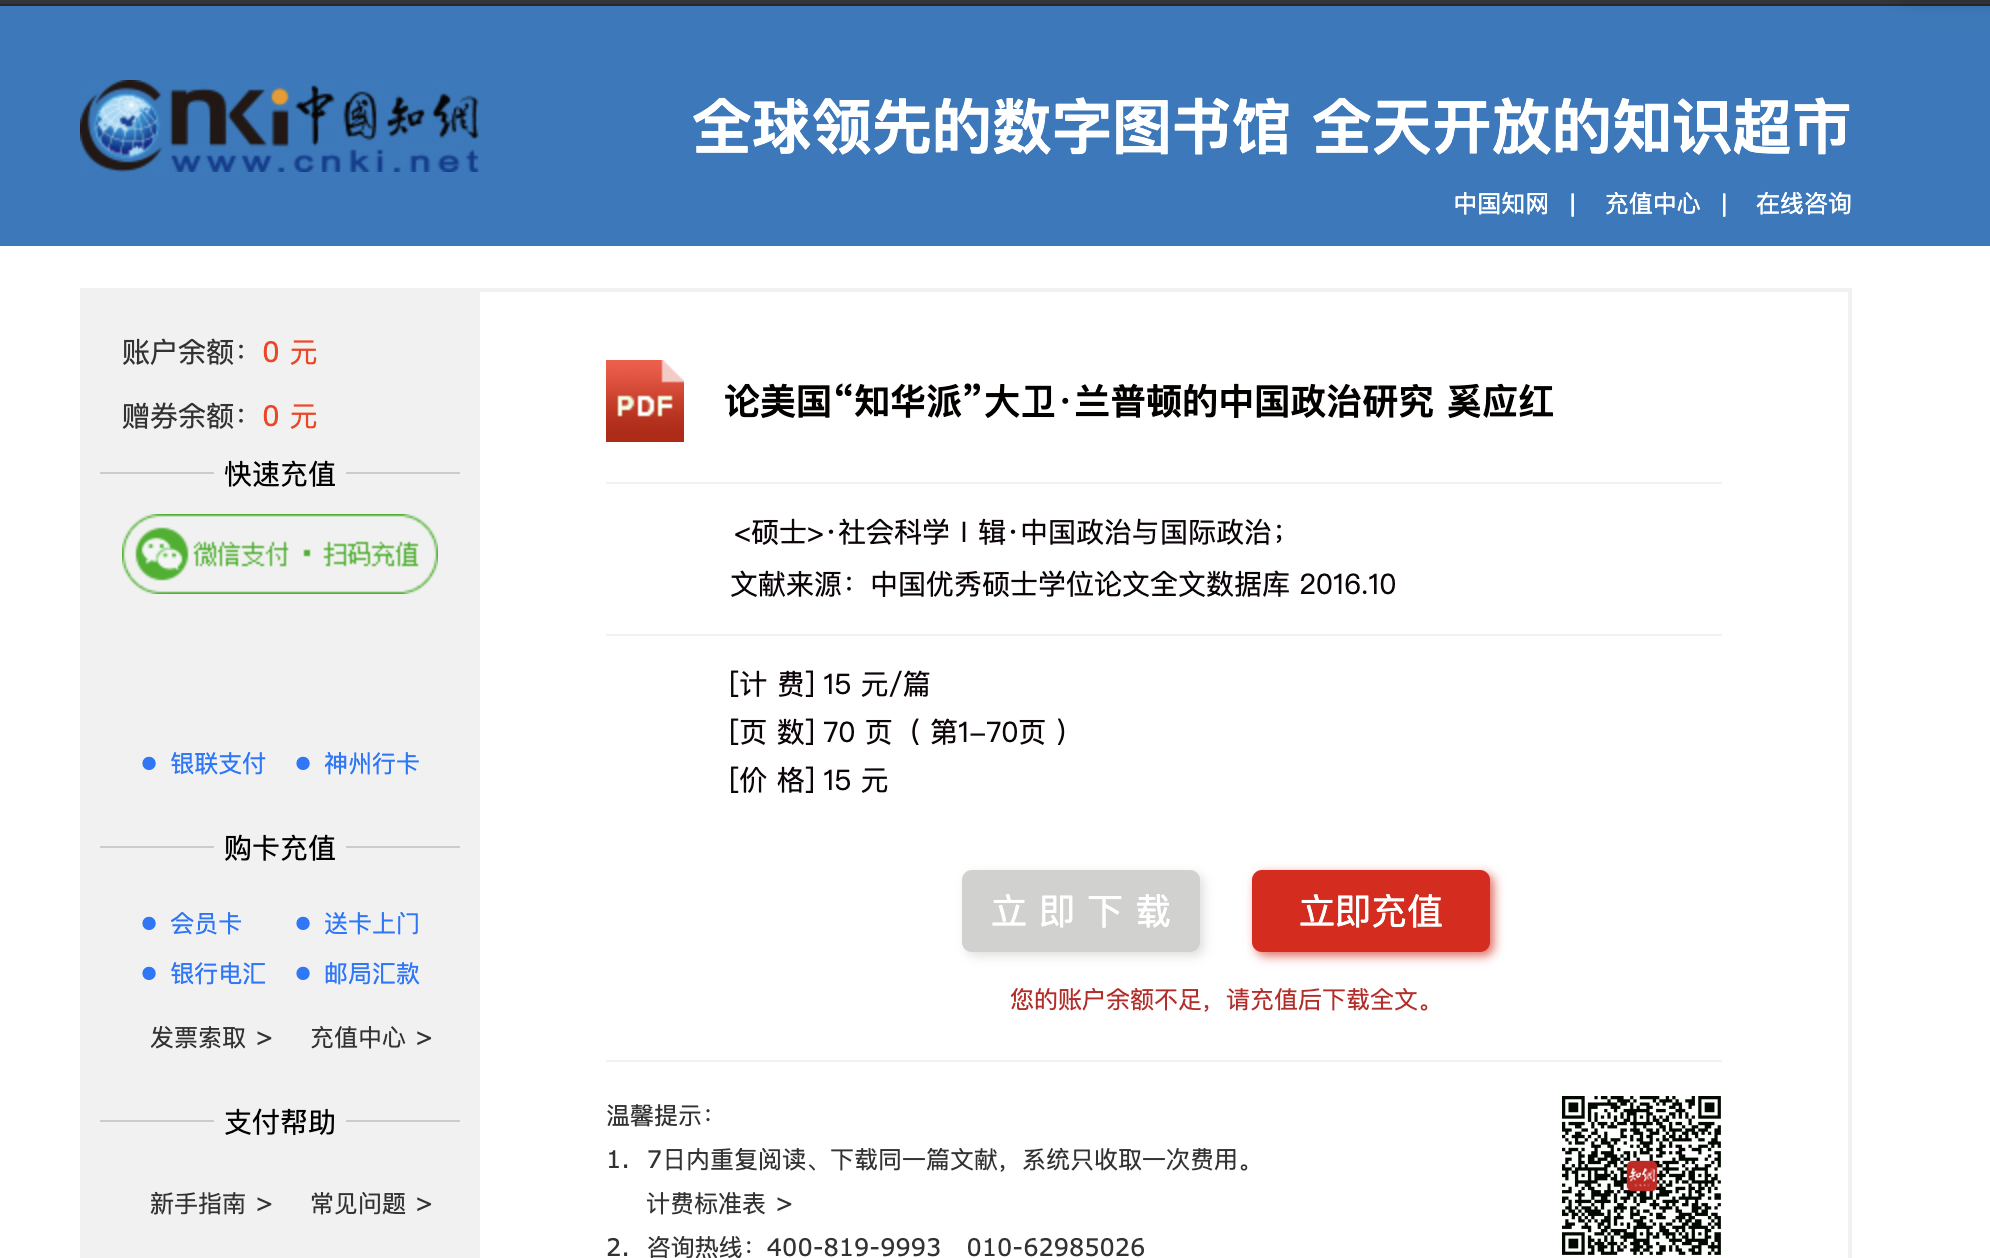 cnki中國知網
www.cnki.net
全球领先的数字图书馆 全天开放的知识超市
中国知网 | 充值中心 | 在线咨询
账户余额：0 元
赠券余额：0 元
快速充值
微信支付 · 扫码充值
银联支付 神州行卡
购卡充值
会员卡 送卡上门
银行电汇 邮局汇款
发票索取 > 充值中心 >
支付帮助
新手指南 > 常见问题 >
PDF
论美国“知华派”大卫·兰普顿的中国政治研究 奚应红
<硕士>·社会科学Ⅰ辑·中国政治与国际政治；
文献来源：中国优秀硕士学位论文全文数据库 2016.10
[计 费] 15 元/篇
[页 数] 70 页（ 第1–70页 ）
[价 格] 15 元
立 即 下 载
立即充值
您的账户余额不足，请充值后下载全文。
温馨提示：
1. 7日内重复阅读、下载同一篇文献，系统只收取一次费用。
计费标准表 >
2. 咨询热线：400-819-9993 010-62985026
知網